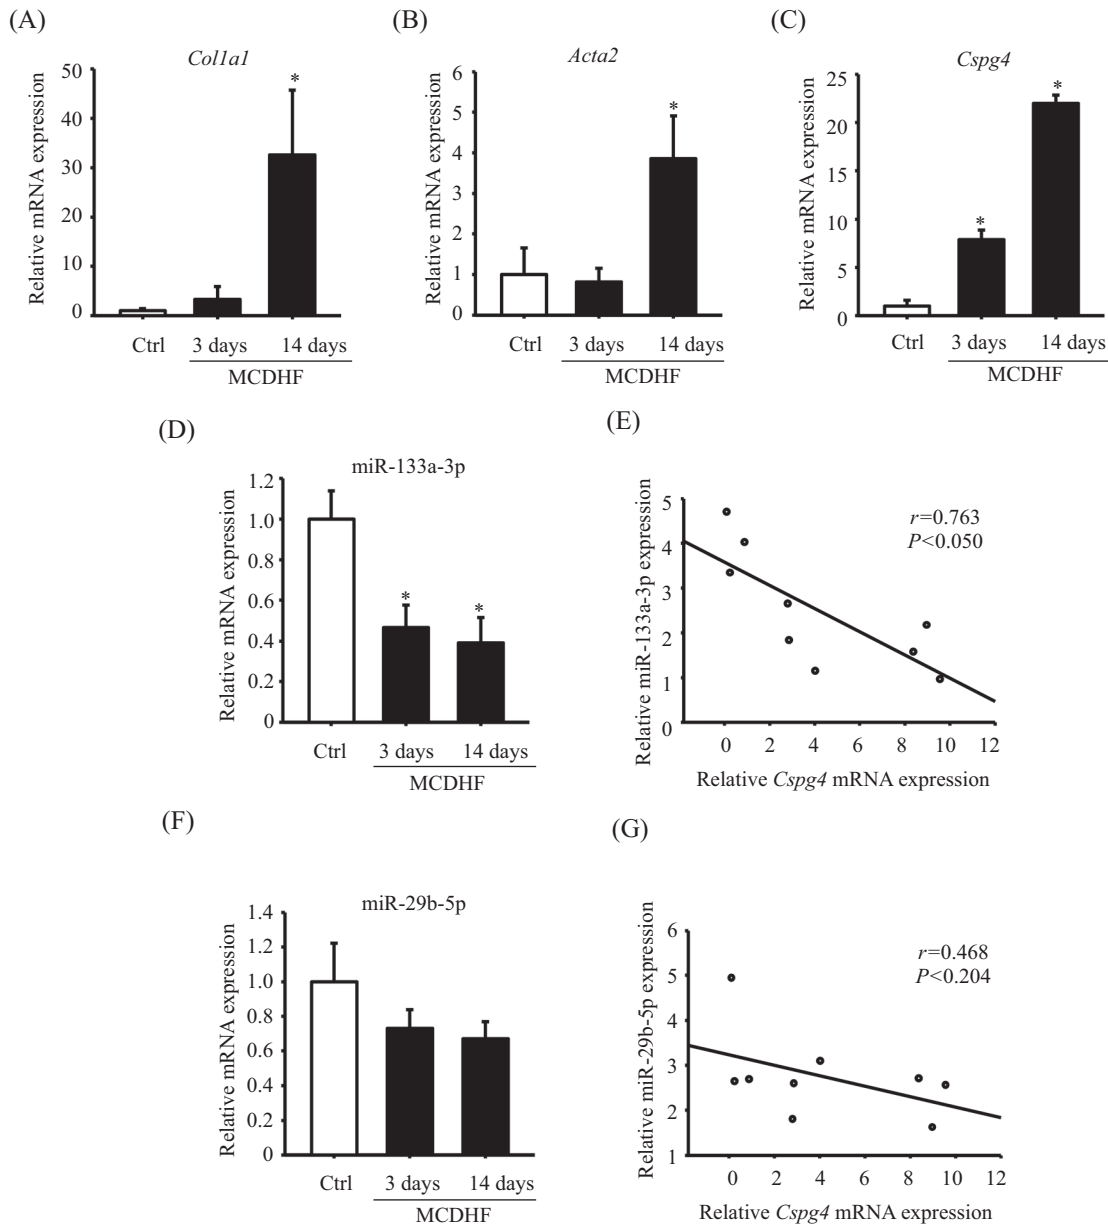 (A)
Col1a1
Relative mRNA expression
50
40
30
20
10
0
*
Ctrl
3 days
14 days
MCDHF
(B)
Acta2
Relative mRNA expression
6
5
4
3
2
1
0
*
Ctrl
3 days
14 days
MCDHF
(C)
Cspg4
Relative mRNA expression
25
20
15
10
5
0
*
*
Ctrl
3 days
14 days
MCDHF
(D)
miR-133a-3p
Relative mRNA expression
1.2
1.0
0.8
0.6
0.4
0.2
0
*
*
Ctrl
3 days
14 days
MCDHF
(E)
Relative miR-133a-3p expression
5
4
3
2
1
0
r=0.763
P<0.050
0 2 4 6 8 10 12
Relative Cspg4 mRNA expression
(F)
miR-29b-5p
Relative mRNA expression
1.4
1.2
1.0
0.8
0.6
0.4
0.2
0
Ctrl
3 days
14 days
MCDHF
(G)
Relative miR-29b-5p expression
6
5
4
3
2
1
r=0.468
P<0.204
0 2 4 6 8 10 12
Relative Cspg4 mRNA expression